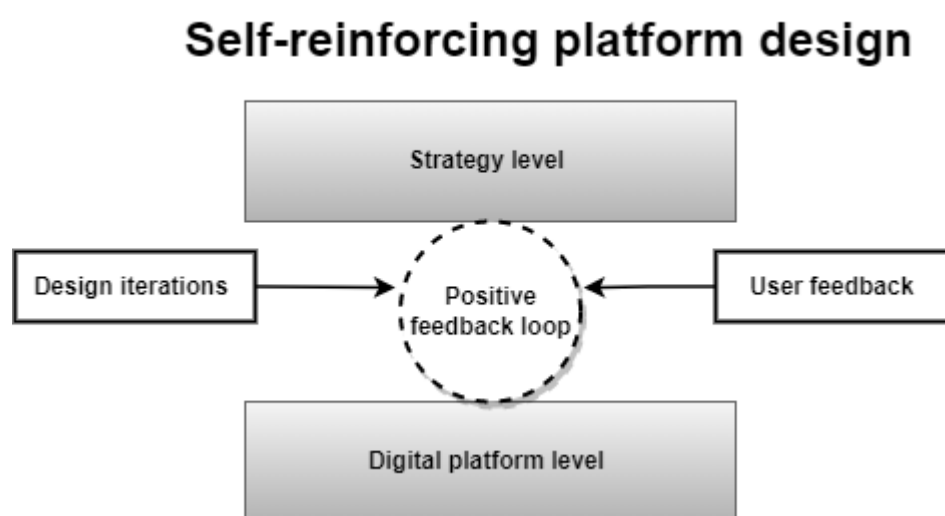 Self-reinforcing platform design
Strategy level
Design iterations
Positive
feedback loop
User feedback
Digital platform level